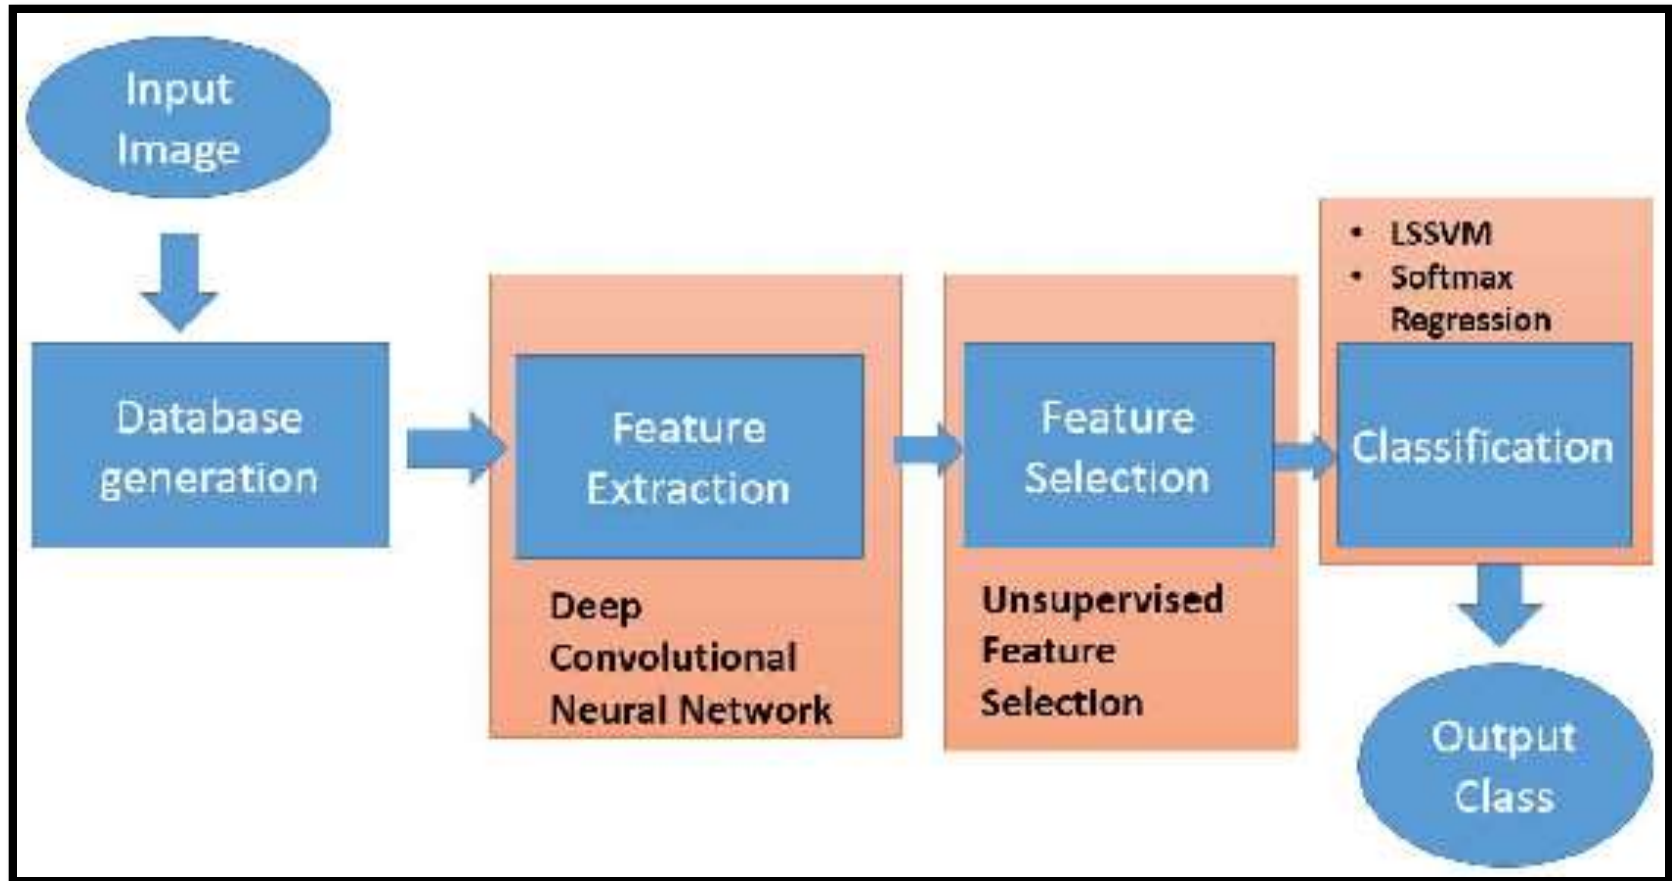 Input
Image
Database
generation
Feature
Extraction
Deep
Convolutional
Neural Network
Feature
Selection
Unsupervised
Feature
Selection
• LSSVM
• Softmax
Regression
Classification
Output
Class